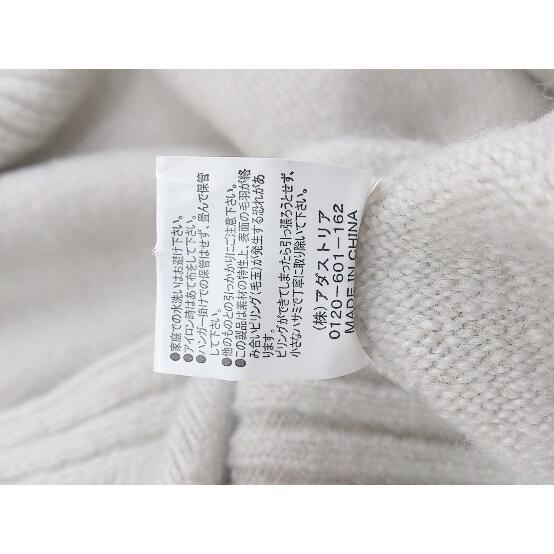 ●家庭での水洗いはお避け下さい。
●アイロン時はあて布をして下さい。
●ハンガー掛けでの保管はせず、畳んで保管
して下さい。
●他のものとの引っかかりにご注意下さい。
●この製品は素材の特性上、表面の毛羽が絡
み合いピリング(毛玉)が発生する恐れがあ
ります。
ピリングができてしまったら引っ張ろうとせず、
小さなハサミで丁寧に取り除いて下さい。
(株)アダストリア
0120-601-162
MADE IN CHINA